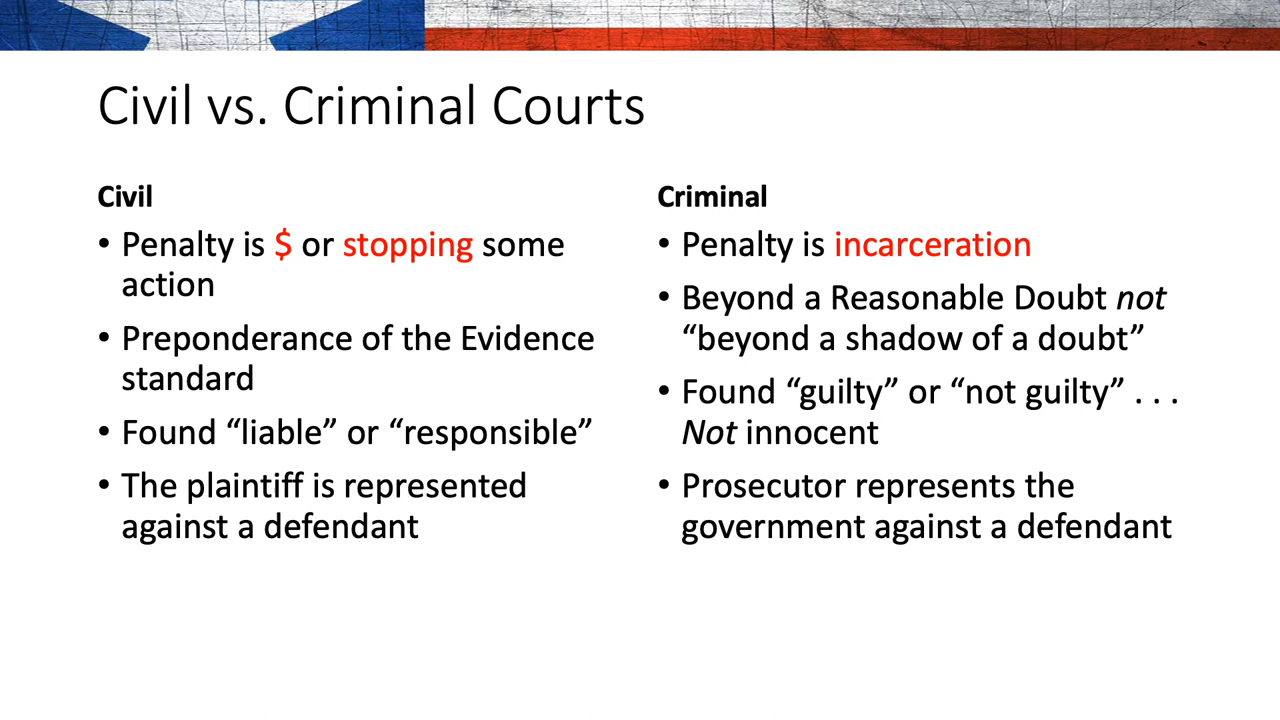 Civil vs. Criminal Courts
Civil
• Penalty is $ or stopping some
action
• Preponderance of the Evidence
standard
• Found “liable” or “responsible”
• The plaintiff is represented
against a defendant
Criminal
• Penalty is incarceration
• Beyond a Reasonable Doubt not
“beyond a shadow of a doubt”
• Found “guilty” or “not guilty” . . .
Not innocent
• Prosecutor represents the
government against a defendant